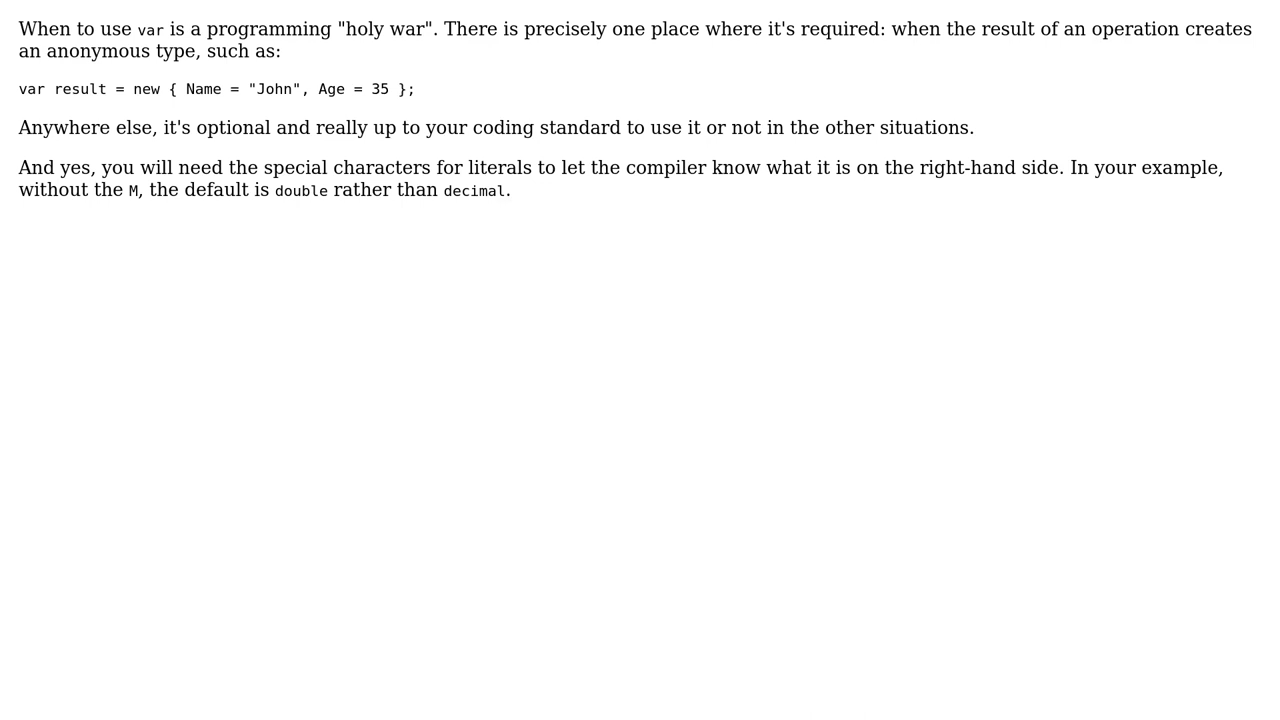 When to use var is a programming "holy war". There is precisely one place where it's required: when the result of an operation creates
an anonymous type, such as:
var result = new { Name = "John", Age = 35 };
Anywhere else, it's optional and really up to your coding standard to use it or not in the other situations.
And yes, you will need the special characters for literals to let the compiler know what it is on the right-hand side. In your example,
without the M, the default is double rather than decimal.